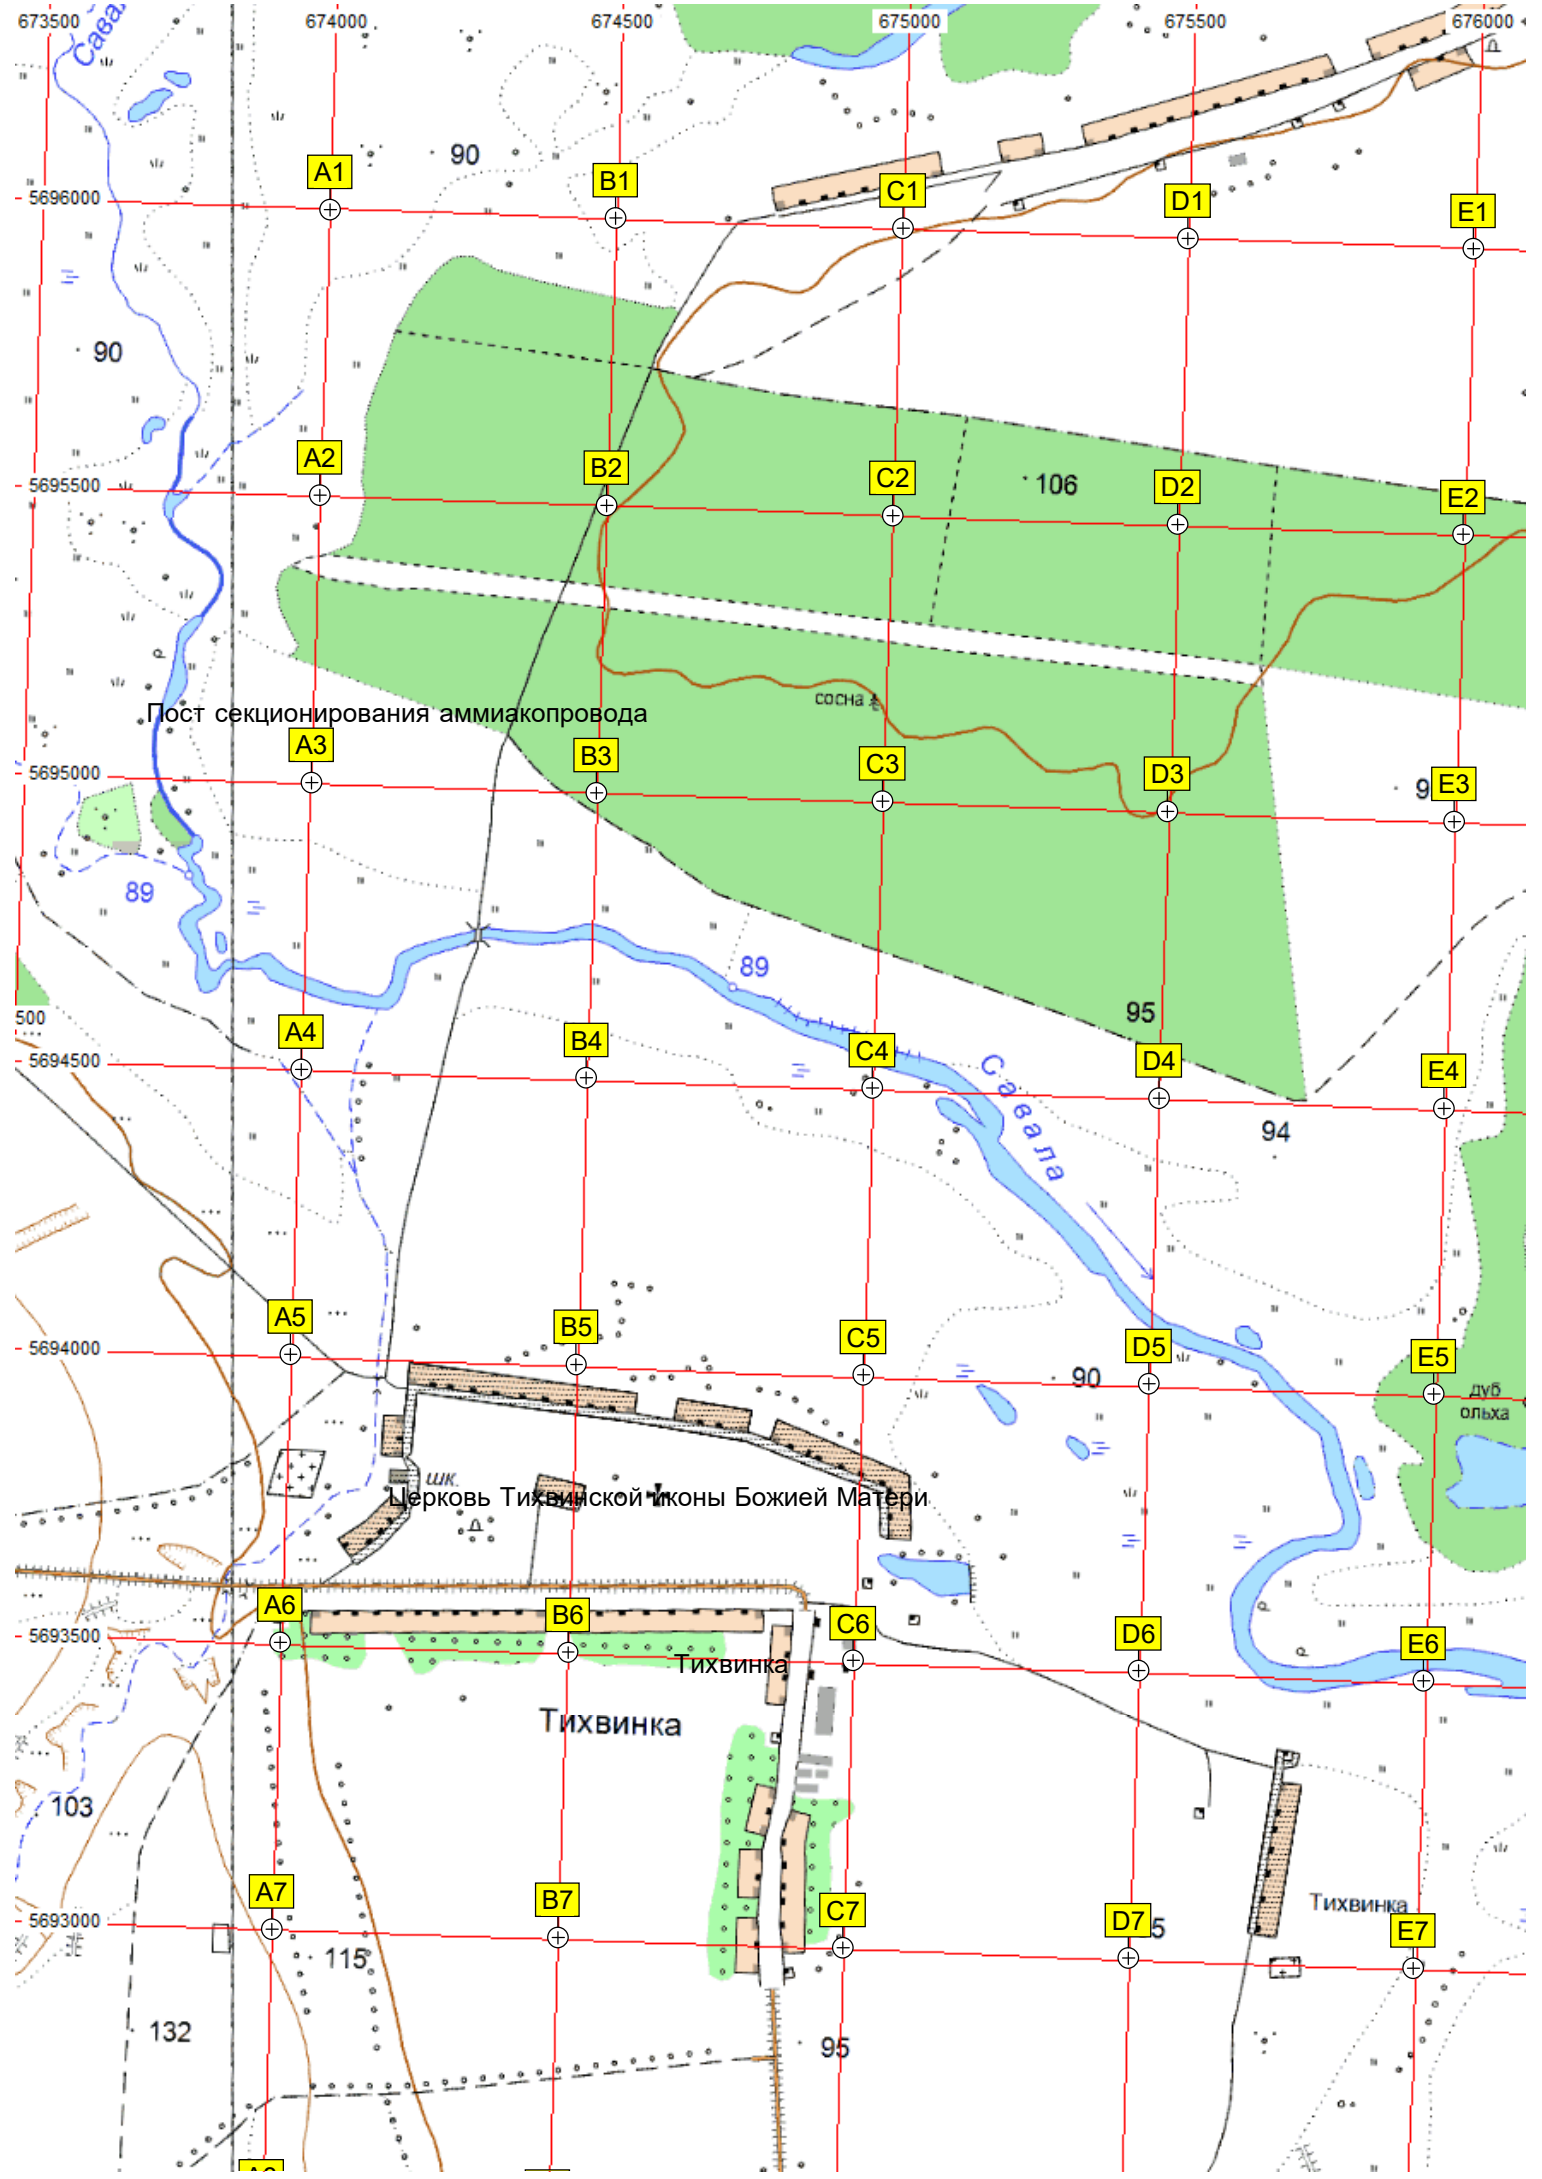 673500 674000 674500 675000 675500 676000
90
A1 B1 C1 D1 E1
5696000
90
A2 B2 C2 D2 E2
106
5695500
сосна
Пост секционирования аммиакопровода
A3 B3 C3 D3 E3
5695000
89
89
95
500
A4 B4 C4 D4 E4
5694500
Савала
94
A5 B5 C5 D5 E5
5694000
90
дуб
ольха
шк.
Церковь Тихвинской иконы Божией Матери
A6 B6 C6 D6 E6
5693500
Тихвинка
Тихвинка
103
A7 B7 C7 D7 E7
Тихвинка
5693000
115
132
95